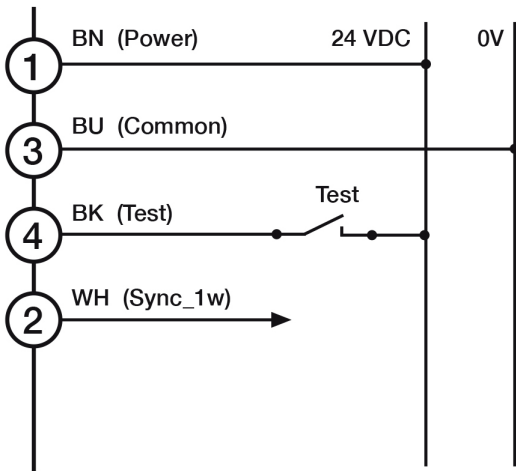 BN (Power) 24 VDC 0V
1
BU (Common)
3
Test
BK (Test)
4
WH (Sync_1w)
2